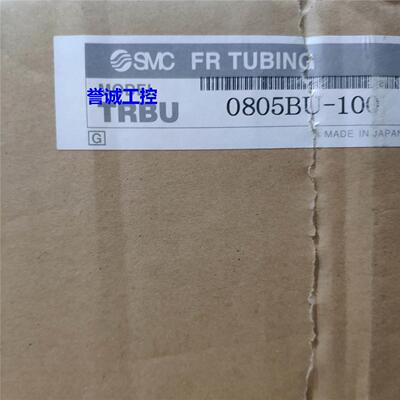 SMC FR TUBING
MODEL
誉诚工控
TRBU 0805BU-100
G MADE IN JAPAN